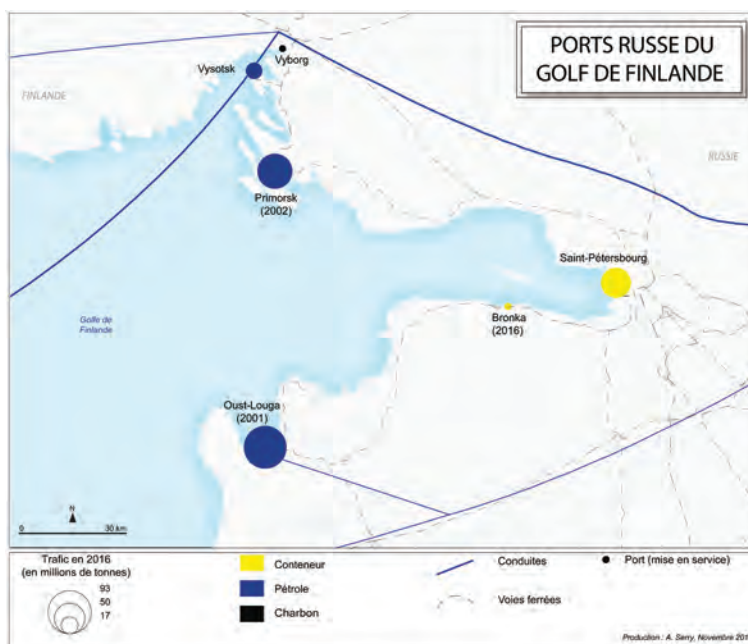 PORTS RUSSE DU
GOLF DE FINLANDE
Vyborg
Vysotsk
FINLANDE
RUSSIE
Primorsk
(2002)
Saint-Pétersbourg
Bronka
(2016)
Golfe de
Finlande
Oust-Louga
(2001)
N
0 30 km
Trafic en 2016
(en millions de tonnes)
93
50
17
Conteneur
Pétrole
Charbon
Conduites
Voies ferrées
Port (mise en service)
Production : A. Serry, Novembre 201